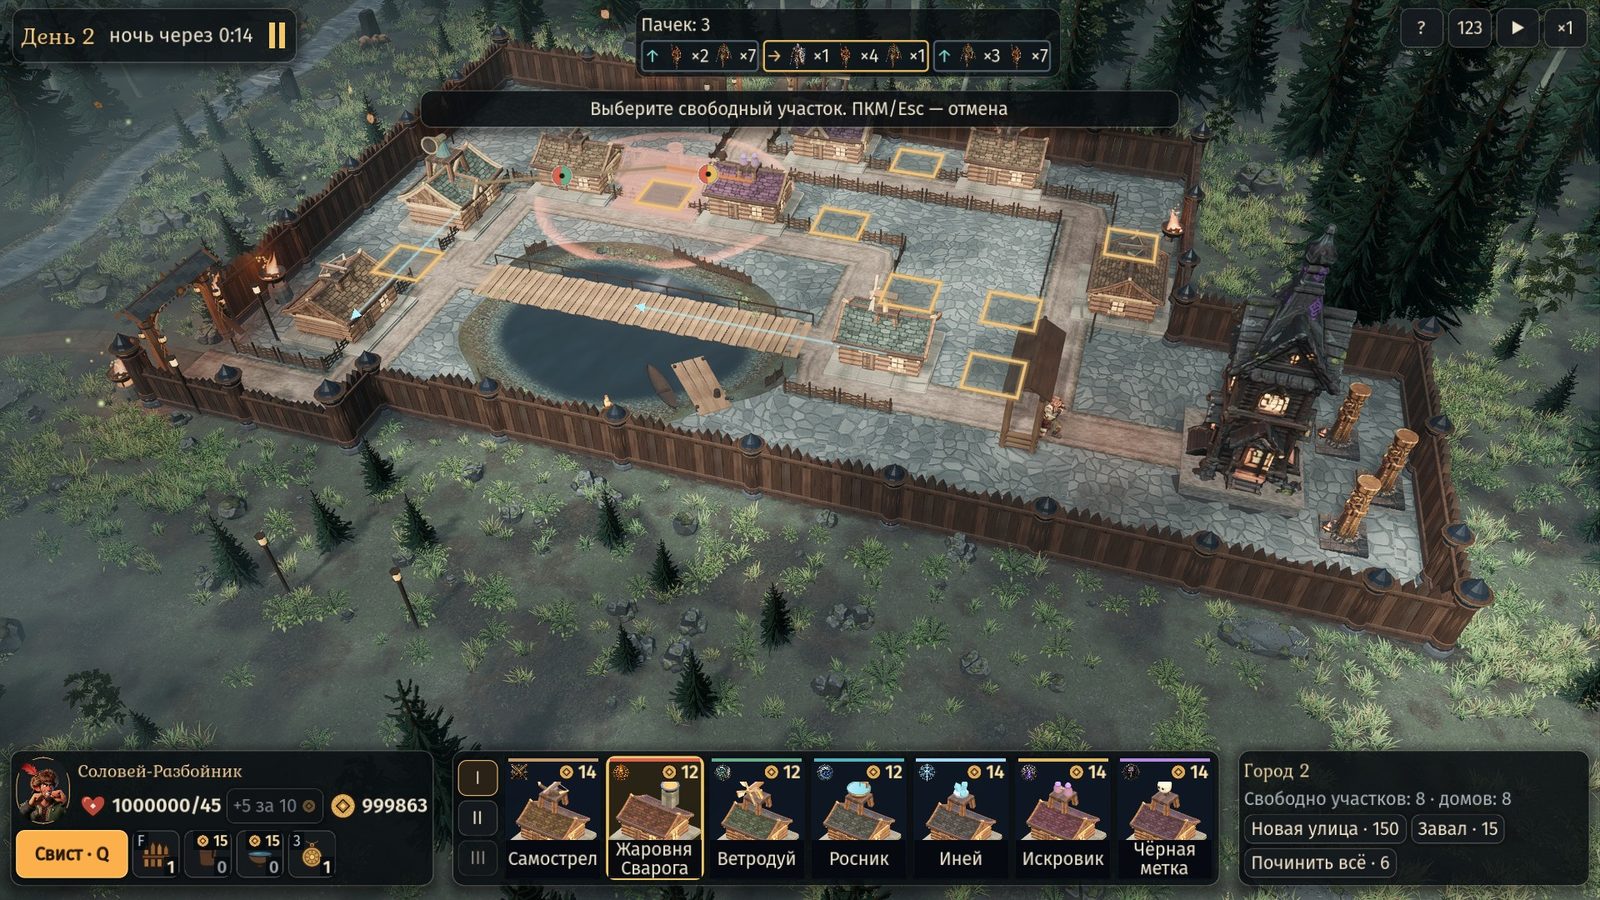 День 2 ночь через 0:14
Пачек: 3
×2 ×7 ×1 ×4 ×1 ×3 ×7
? 123 ×1
Выберите свободный участок. ПКМ/Esc — отмена
Соловей-Разбойник
1000000/45 +5 за 10 999863
Свист · Q
F 1
15 0
15 0
3 1
I
II
III
14 Самострел
12 Жаровня
Сварога
12 Ветродуй
12 Росник
14 Иней
14 Искровик
14 Чёрная
метка
Город 2
Свободно участков: 8 · домов: 8
Новая улица · 150 Завал · 15
Починить всё · 6